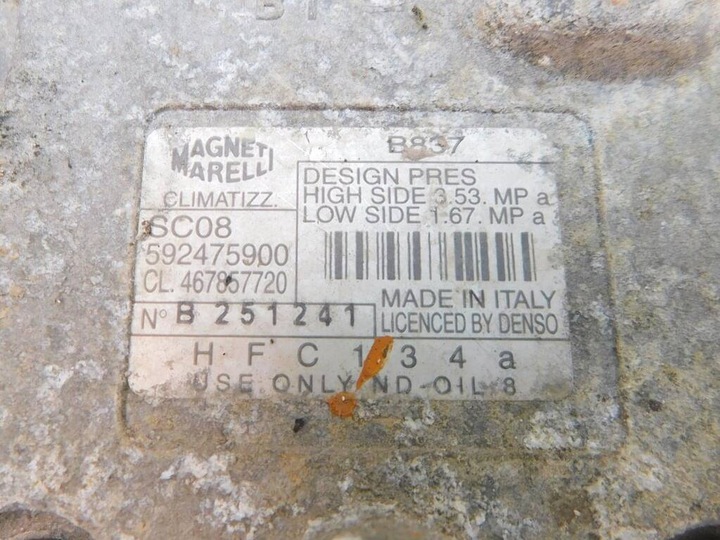 B837
MAGNETI
MARELLI
CLIMATIZZ.
DESIGN PRES
HIGH SIDE 3.53. MP a
LOW SIDE 1.67. MP a
SC08
592475900
CL. 467857720
MADE IN ITALY
LICENCED BY DENSO
N° B 251241
HFC134a
USE ONLY ND-OIL 8